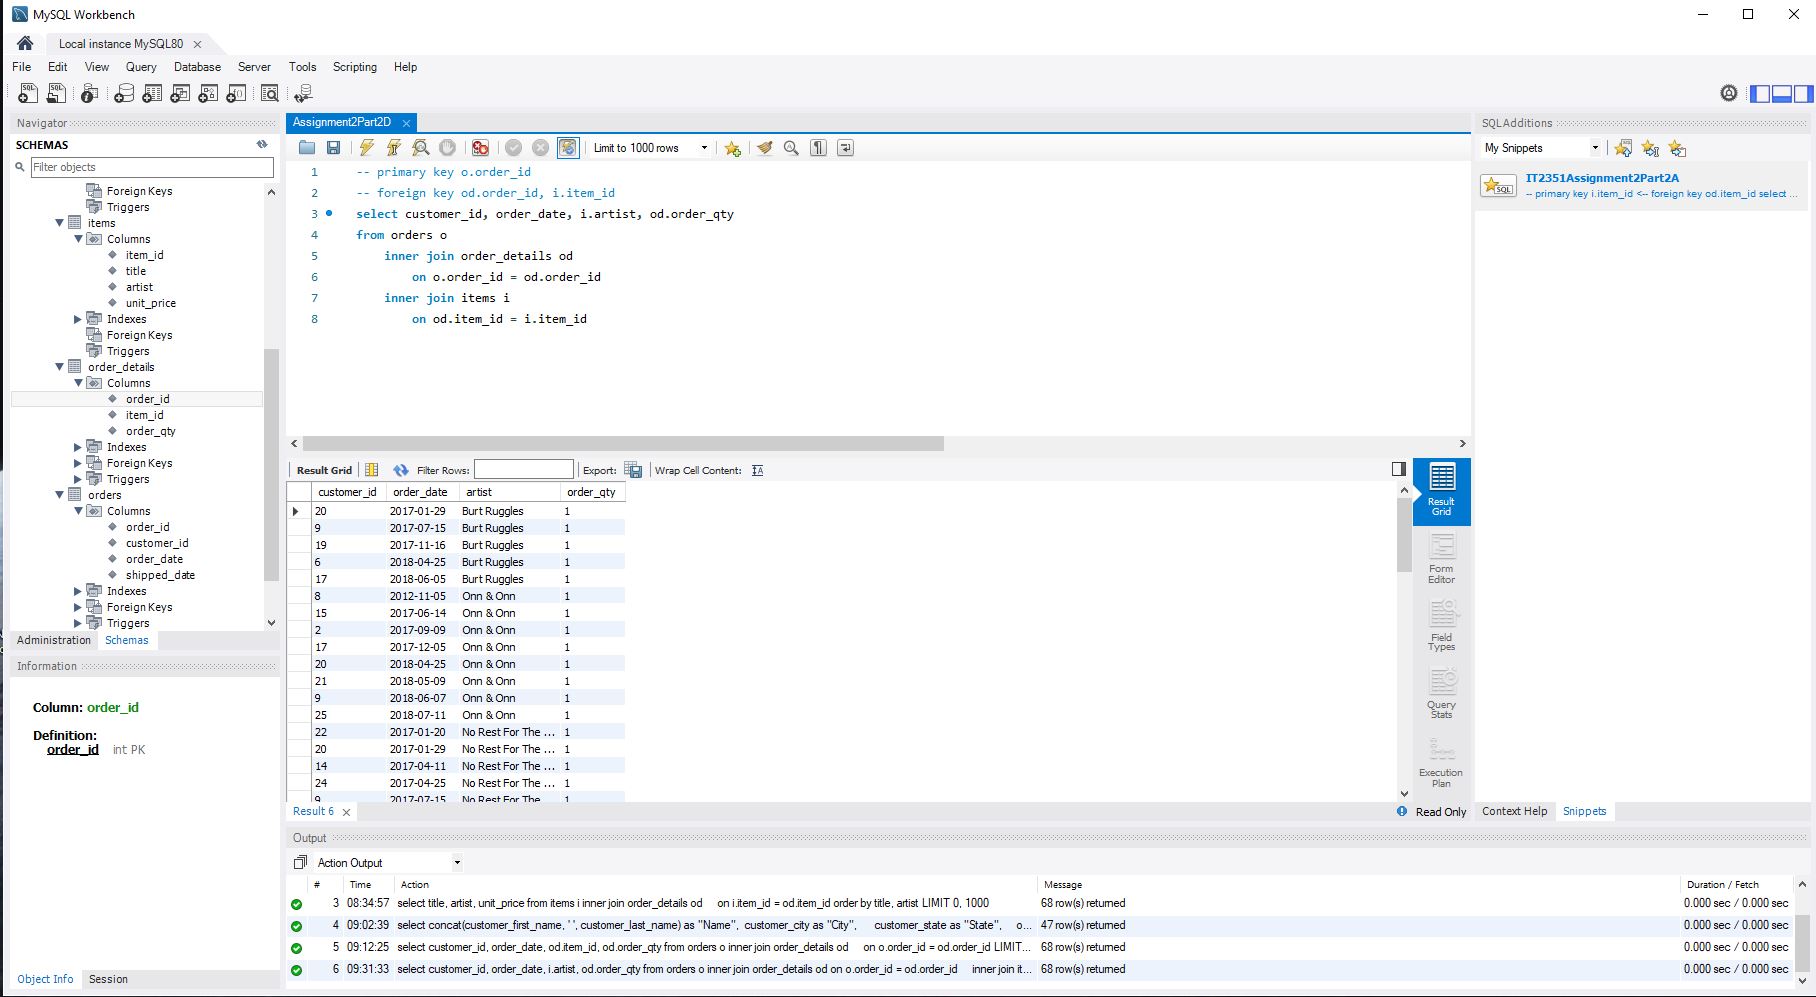 MySQL Workbench
Local instance MySQL80
File Edit View Query Database Server Tools Scripting Help
Navigator
SCHEMAS
Filter objects
Foreign Keys
Triggers
items
Columns
item_id
title
artist
unit_price
Indexes
Foreign Keys
Triggers
order_details
Columns
order_id
item_id
order_qty
Indexes
Foreign Keys
Triggers
orders
Columns
order_id
customer_id
order_date
shipped_date
Indexes
Foreign Keys
Triggers
Administration Schemas
Information
Column: order_id
Definition:
order_id int PK
Object Info Session
Assignment2Part2D
Limit to 1000 rows
1 -- primary key o.order_id
2 -- foreign key od.order_id, i.item_id
3 select customer_id, order_date, i.artist, od.order_qty
4 from orders o
5 inner join order_details od
6 on o.order_id = od.order_id
7 inner join items i
8 on od.item_id = i.item_id
Result Grid Filter Rows: Export: Wrap Cell Content:
customer_id order_date artist order_qty
20 2017-01-29 Burt Ruggles 1
9 2017-07-15 Burt Ruggles 1
19 2017-11-16 Burt Ruggles 1
6 2018-04-25 Burt Ruggles 1
17 2018-06-05 Burt Ruggles 1
8 2012-11-05 Onn & Onn 1
15 2017-06-14 Onn & Onn 1
2 2017-09-09 Onn & Onn 1
17 2017-12-05 Onn & Onn 1
20 2018-04-25 Onn & Onn 1
21 2018-05-09 Onn & Onn 1
9 2018-06-07 Onn & Onn 1
25 2018-07-11 Onn & Onn 1
22 2017-01-20 No Rest For The ... 1
20 2017-01-29 No Rest For The ... 1
14 2017-04-11 No Rest For The ... 1
24 2017-04-25 No Rest For The ... 1
9 2017-07-15 No Rest For The 1
Result Grid
Form Editor
Field Types
Query Stats
Execution Plan
Result 6
Read Only
SQLAdditions
My Snippets
SQL
IT2351Assignment2Part2A
-- primary key i.item_id <-- foreign key od.item_id select ...
Context Help Snippets
Output
Action Output
# Time Action Message Duration / Fetch
3 08:34:57 select title, artist, unit_price from items i inner join order_details od on i.item_id = od.item_id order by title, artist LIMIT 0, 1000 68 row(s) returned 0.000 sec / 0.000 sec
4 09:02:39 select concat(customer_first_name, ' ', customer_last_name) as "Name", customer_city as "City", customer_state as "State", o... 47 row(s) returned 0.000 sec / 0.000 sec
5 09:12:25 select customer_id, order_date, od.item_id, od.order_qty from orders o inner join order_details od on o.order_id = od.order_id LIMIT... 68 row(s) returned 0.000 sec / 0.000 sec
6 09:31:33 select customer_id, order_date, i.artist, od.order_qty from orders o inner join order_details od on o.order_id = od.order_id inner join it... 68 row(s) returned 0.000 sec / 0.000 sec